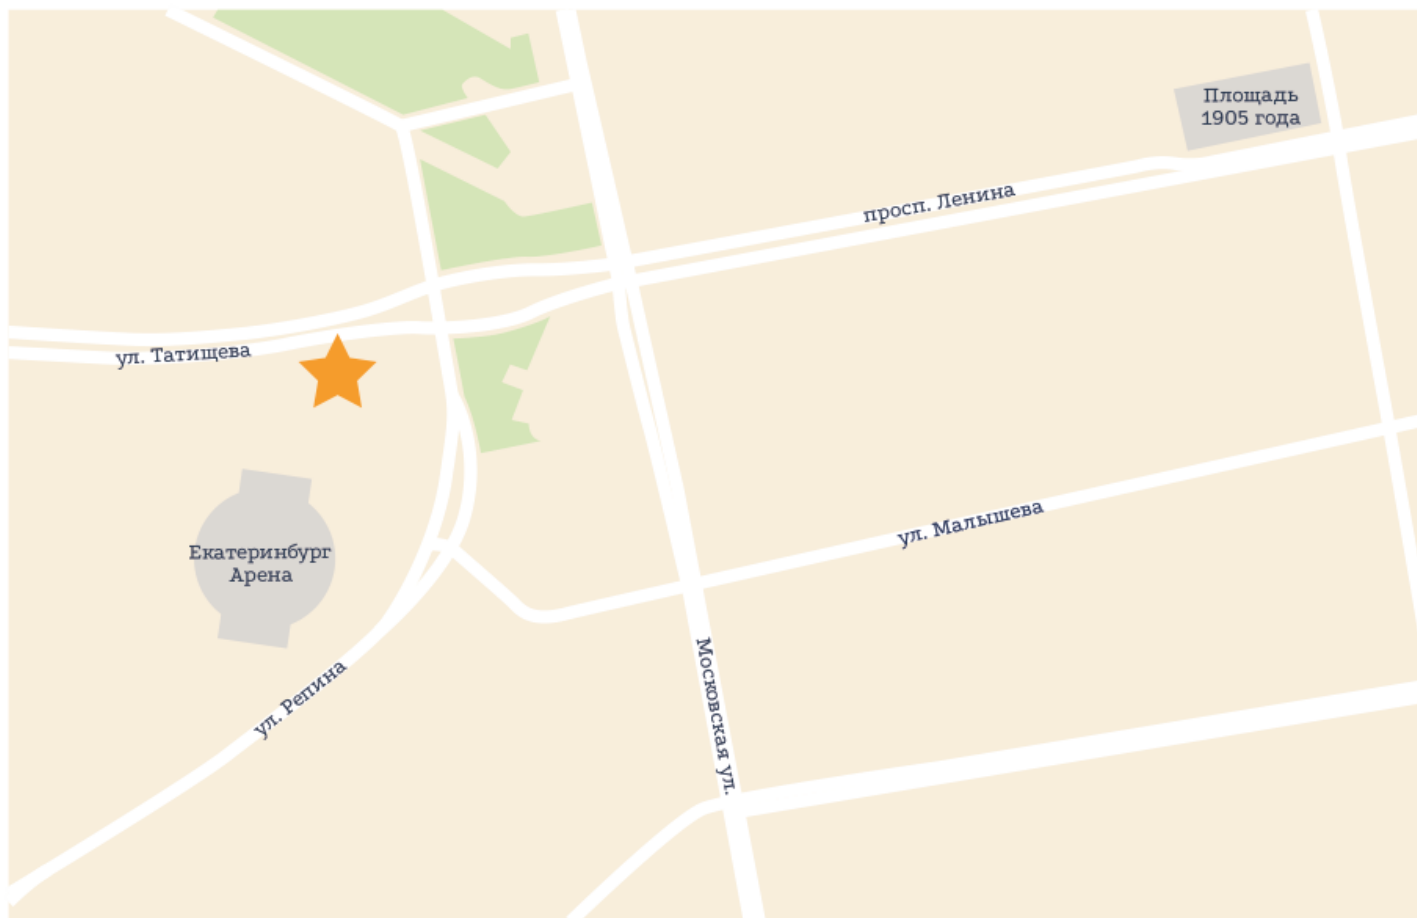 Площадь
1905 года
просп. Ленина
ул. Татищева
ул. Малышева
Екатеринбург
Арена
ул. Репина
Московская ул.